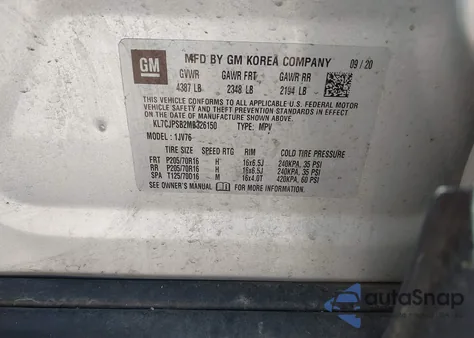 GM MFD BY GM KOREA COMPANY 09/20
GVWR GAWR FRT GAWR RR
4387 LB 2348 LB 2194 LB
THIS VEHICLE CONFORMS TO ALL APPLICABLE U.S. FEDERAL MOTOR
VEHICLE SAFETY, BUMPER, AND THEFT PREVENTION STANDARDS IN
EFFECT ON THE DATE OF MANUFACTURE SHOWN ABOVE.
KL7CJPSB2MB326150 TYPE: MPV
MODEL: 1JV76
TIRE SIZE SPEED RTG RIM COLD TIRE PRESSURE
FRT P205/70R16 H 16x6.5J 240KPA, 35 PSI
RR P205/70R16 H 16x6.5J 240KPA, 35 PSI
SPA T125/70D16 M 16x4.0T 420KPA, 60 PSI
SEE OWNER'S MANUAL FOR MORE INFORMATION
autoSnap